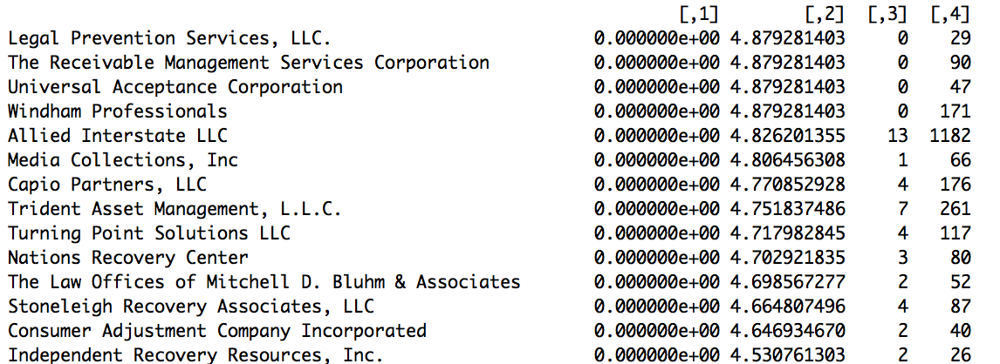 [,1] [,2] [,3] [,4]
Legal Prevention Services, LLC. 0.000000e+00 4.879281403 0 29
The Receivable Management Services Corporation 0.000000e+00 4.879281403 0 90
Universal Acceptance Corporation 0.000000e+00 4.879281403 0 47
Windham Professionals 0.000000e+00 4.879281403 0 171
Allied Interstate LLC 0.000000e+00 4.826201355 13 1182
Media Collections, Inc 0.000000e+00 4.806456308 1 66
Capio Partners, LLC 0.000000e+00 4.770852928 4 176
Trident Asset Management, L.L.C. 0.000000e+00 4.751837486 7 261
Turning Point Solutions LLC 0.000000e+00 4.717982845 4 117
Nations Recovery Center 0.000000e+00 4.702921835 3 80
The Law Offices of Mitchell D. Bluhm & Associates 0.000000e+00 4.698567277 2 52
Stoneleigh Recovery Associates, LLC 0.000000e+00 4.664807496 4 87
Consumer Adjustment Company Incorporated 0.000000e+00 4.646934670 2 40
Independent Recovery Resources, Inc. 0.000000e+00 4.530761303 2 26